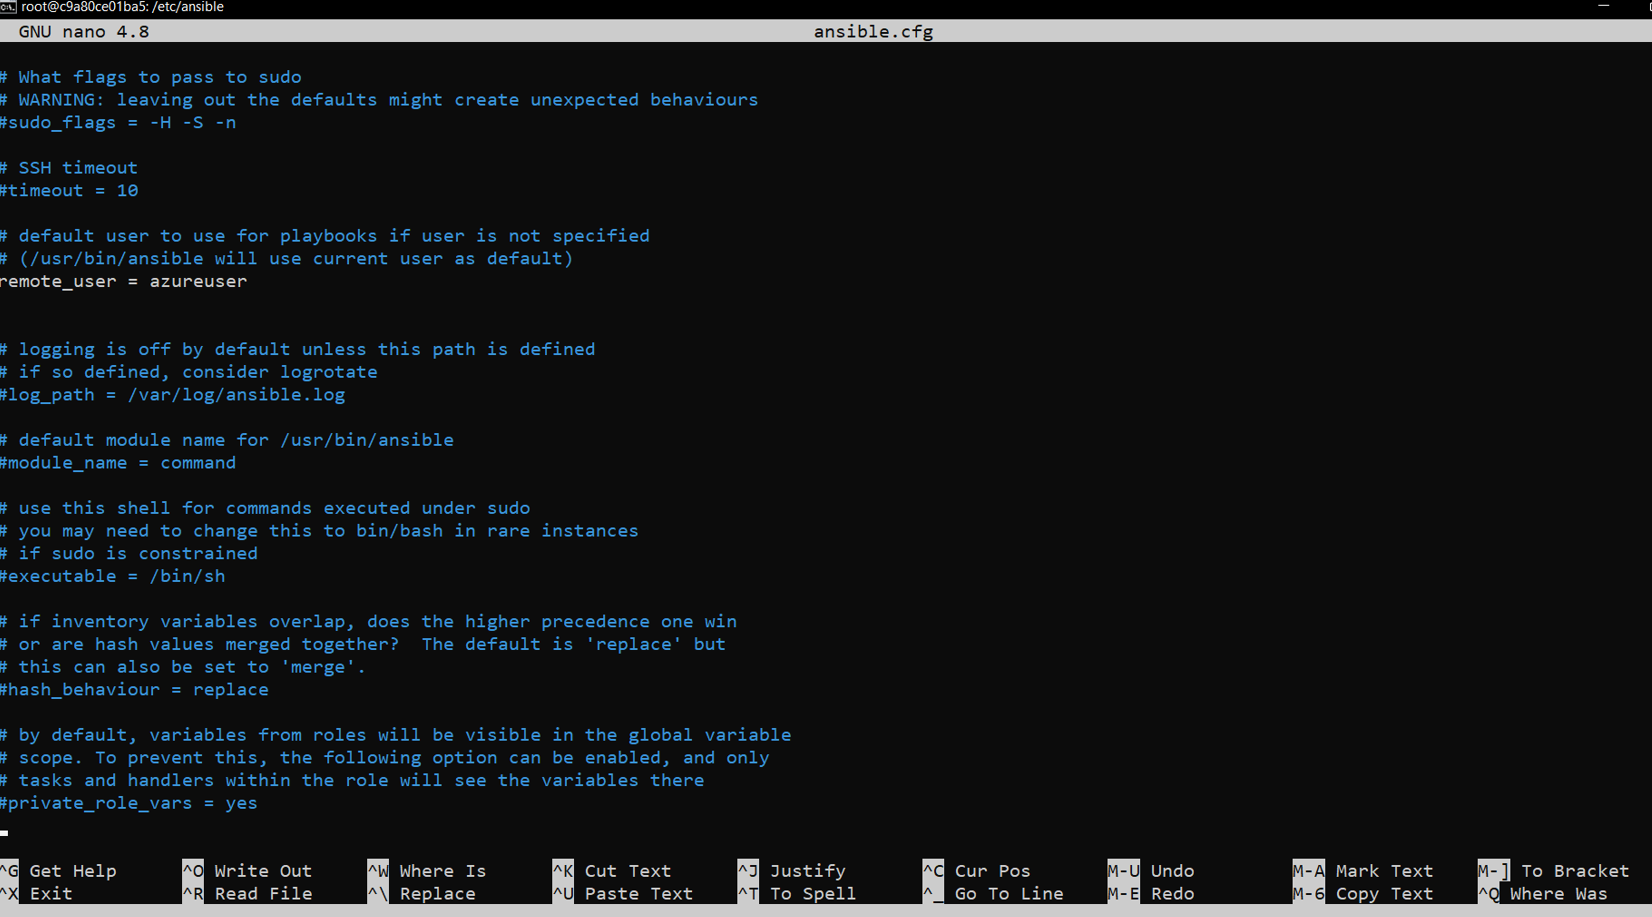 root@c9a80ce01ba5: /etc/ansible
GNU nano 4.8 ansible.cfg
# What flags to pass to sudo
# WARNING: leaving out the defaults might create unexpected behaviours
#sudo_flags = -H -S -n
# SSH timeout
#timeout = 10
# default user to use for playbooks if user is not specified
# (/usr/bin/ansible will use current user as default)
remote_user = azureuser
# logging is off by default unless this path is defined
# if so defined, consider logrotate
#log_path = /var/log/ansible.log
# default module name for /usr/bin/ansible
#module_name = command
# use this shell for commands executed under sudo
# you may need to change this to bin/bash in rare instances
# if sudo is constrained
#executable = /bin/sh
# if inventory variables overlap, does the higher precedence one win
# or are hash values merged together?  The default is 'replace' but
# this can also be set to 'merge'.
#hash_behaviour = replace
# by default, variables from roles will be visible in the global variable
# scope. To prevent this, the following option can be enabled, and only
# tasks and handlers within the role will see the variables there
#private_role_vars = yes
^G Get Help ^O Write Out ^W Where Is ^K Cut Text ^J Justify ^C Cur Pos M-U Undo M-A Mark Text M-] To Bracket
^X Exit ^R Read File ^\ Replace ^U Paste Text ^T To Spell ^_ Go To Line M-E Redo M-6 Copy Text ^Q Where Was